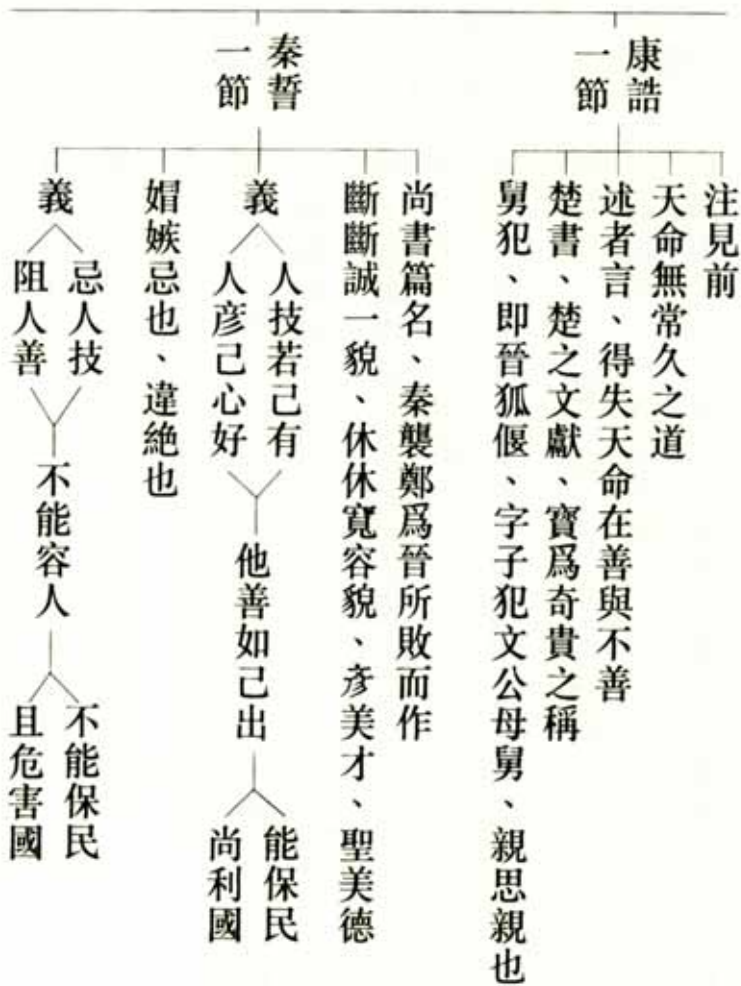 康誥
一節
注見前
天命無常久之道
述者言、得失天命在善與不善
楚書、楚之文獻、寶爲奇貴之稱
舅犯、即晉狐偃、字子犯文公母舅、親思親也
秦誓
一節
尚書篇名、秦襲鄭爲晉所敗而作
斷斷誠一貌、休休寬容貌、彥美才、聖美德
義
人技若己有
人彥己心好
他善如己出
能保民
尚利國
媢嫉忌也、違絕也
義
忌人技
阻人善
不能容人
不能保民
且危害國